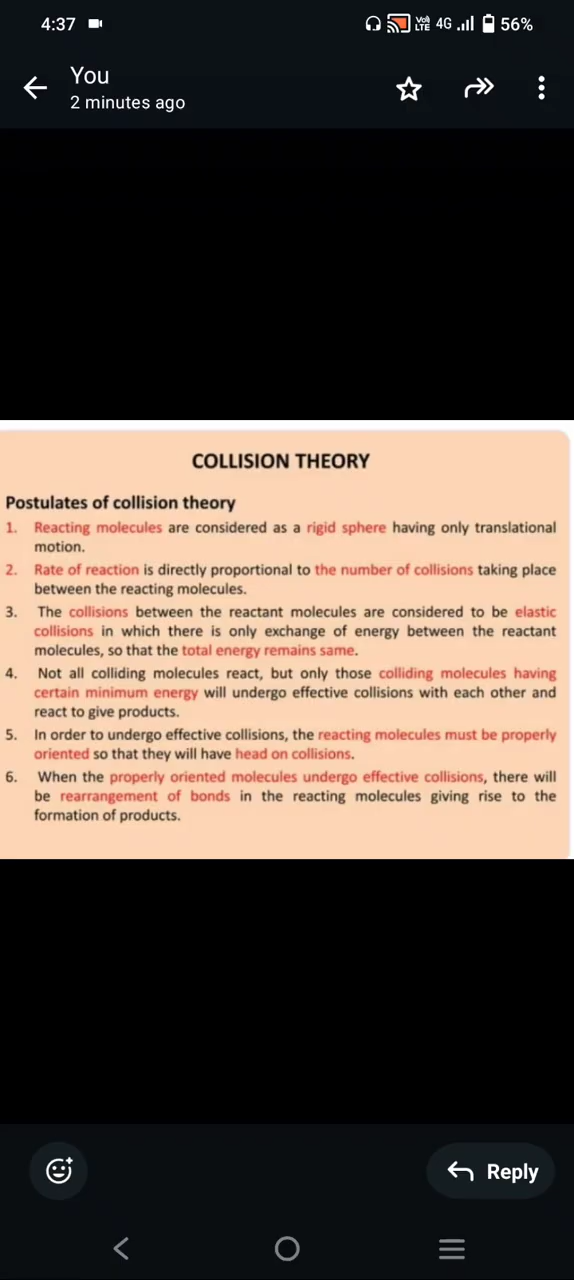 4:37
Vo)
LTE
4G
56%
You
2 minutes ago
COLLISION THEORY
Postulates of collision theory
1. Reacting molecules are considered as a rigid sphere having only translational
motion.
2. Rate of reaction is directly proportional to the number of collisions taking place
between the reacting molecules.
3. The collisions between the reactant molecules are considered to be elastic
collisions in which there is only exchange of energy between the reactant
molecules, so that the total energy remains same.
4. Not all colliding molecules react, but only those colliding molecules having
certain minimum energy will undergo effective collisions with each other and
react to give products.
5. In order to undergo effective collisions, the reacting molecules must be properly
oriented so that they will have head on collisions.
6. When the properly oriented molecules undergo effective collisions, there will
be rearrangement of bonds in the reacting molecules giving rise to the
formation of products.
Reply